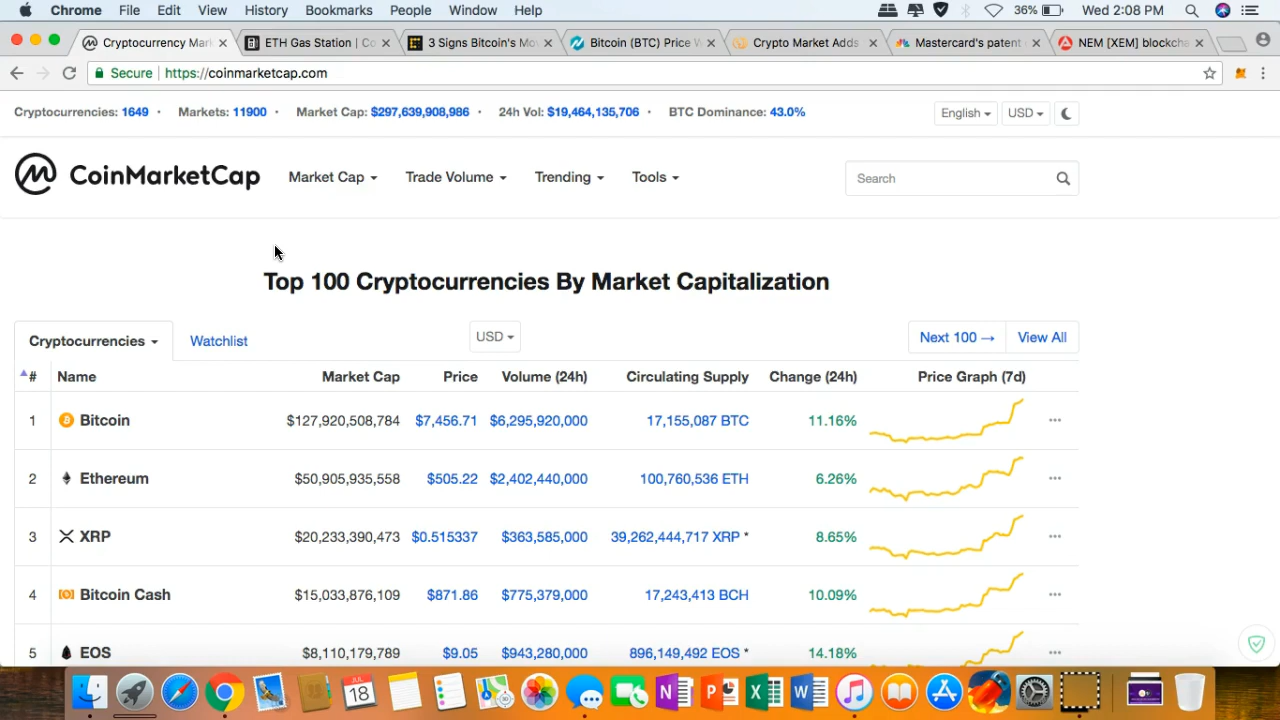 Chrome File Edit View History Bookmarks People Window Help 36% Wed 2:08 PM
Cryptocurrency Mark ETH Gas Station | Co 3 Signs Bitcoin's Mov Bitcoin (BTC) Price W Crypto Market Adds Mastercard's patent NEM [XEM] blockcha
Secure https://coinmarketcap.com
Cryptocurrencies: 1649 • Markets: 11900 • Market Cap: $297,639,908,986 • 24h Vol: $19,464,135,706 • BTC Dominance: 43.0% English USD
CoinMarketCap Market Cap Trade Volume Trending Tools Search
Top 100 Cryptocurrencies By Market Capitalization
Cryptocurrencies Watchlist USD Next 100 → View All
# Name Market Cap Price Volume (24h) Circulating Supply Change (24h) Price Graph (7d)
1 Bitcoin $127,920,508,784 $7,456.71 $6,295,920,000 17,155,087 BTC 11.16%
2 Ethereum $50,905,935,558 $505.22 $2,402,440,000 100,760,536 ETH 6.26%
3 XRP $20,233,390,473 $0.515337 $363,585,000 39,262,444,717 XRP * 8.65%
4 Bitcoin Cash $15,033,876,109 $871.86 $775,379,000 17,243,413 BCH 10.09%
5 EOS $8,110,179,789 $9.05 $943,280,000 896,149,492 EOS * 14.18%
JUL
18